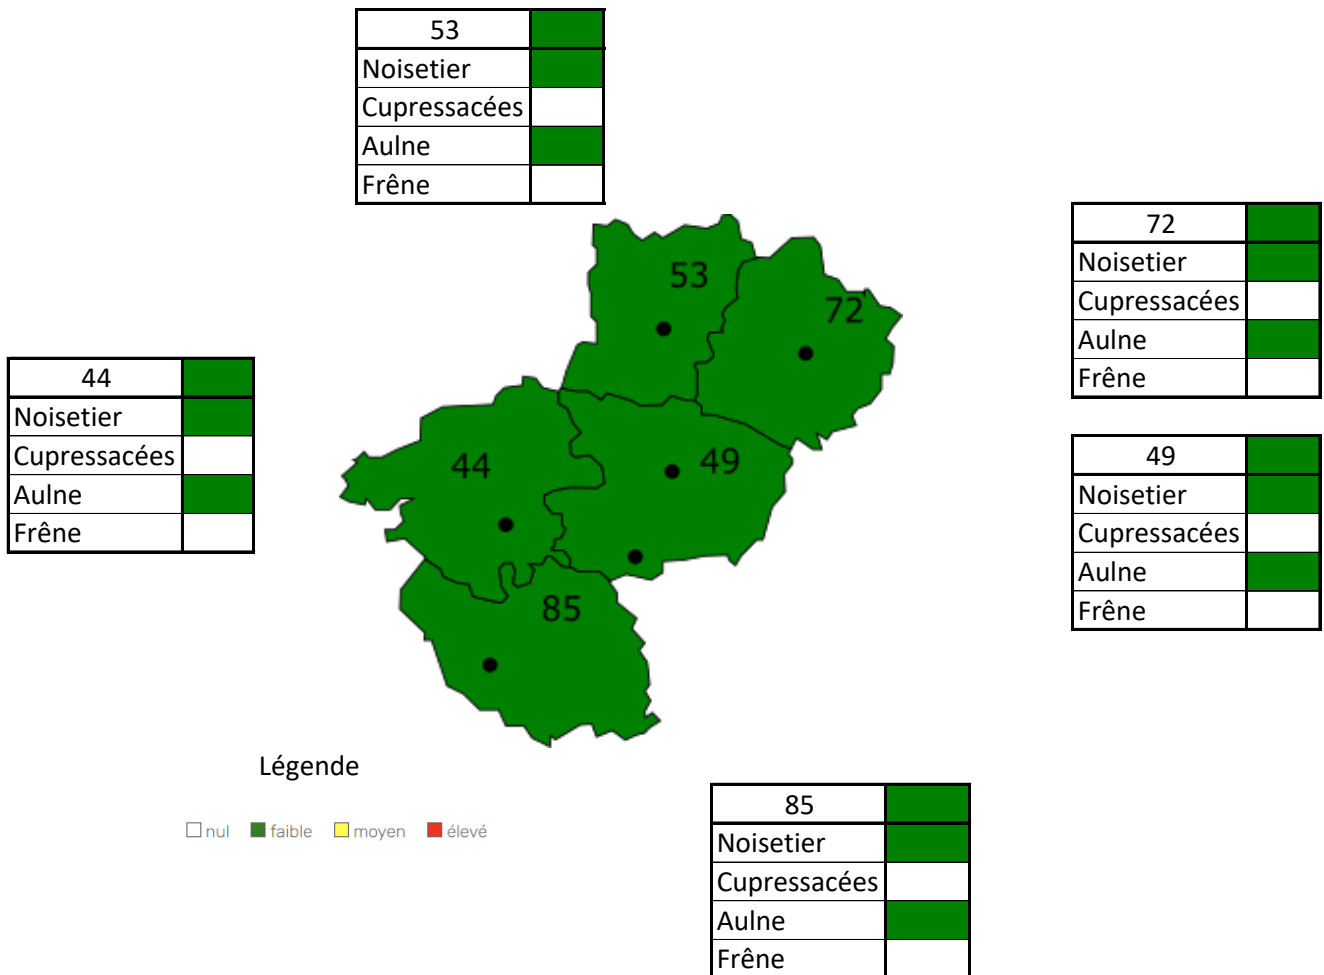 53
Noisetier
Cupressacées
Aulne
Frêne
72
Noisetier
Cupressacées
Aulne
Frêne
53
72
44
Noisetier
Cupressacées
Aulne
Frêne
44
49
49
Noisetier
Cupressacées
Aulne
Frêne
85
Légende
nul faible moyen élevé
85
Noisetier
Cupressacées
Aulne
Frêne